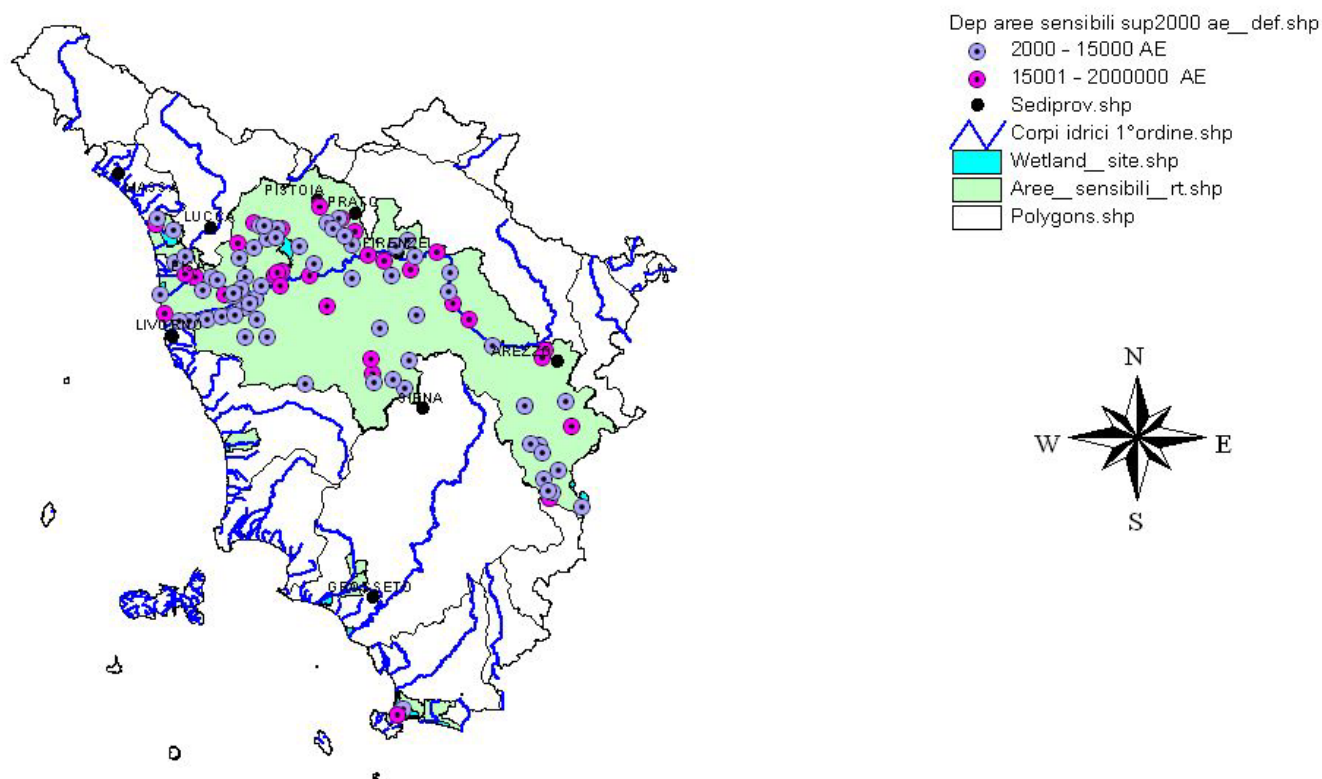 Dep aree sensibili sup2000 ae__def.shp
2000 - 15000 AE
15001 - 2000000 AE
Sediprov.shp
Corpi idrici 1°ordine.shp
Wetland__site.shp
Aree__sensibili__rt.shp
Polygons.shp
MASSA
PISTOIA
PRATO
LUCCA
FIRENZE
LIVORNO
AREZZO
SIENA
GROSSETO
N
W
E
S